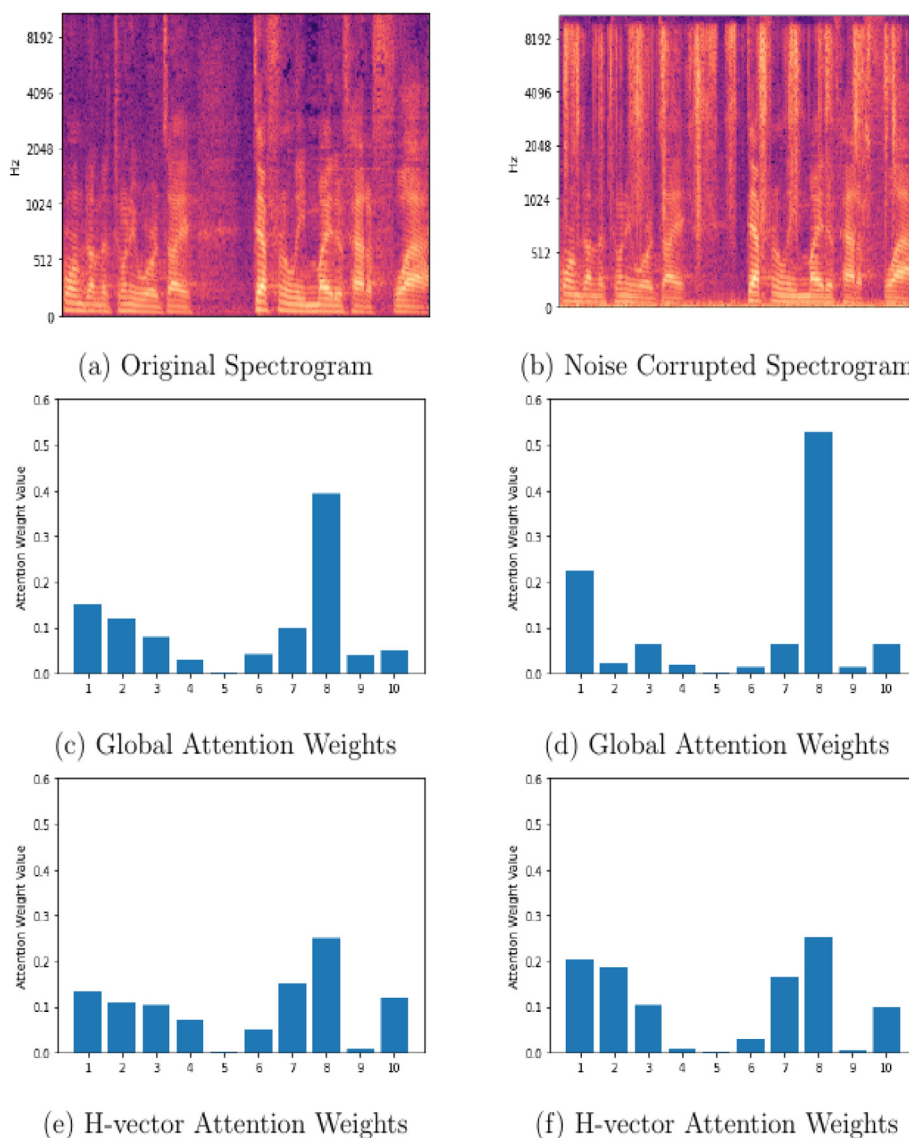 8192
4096
2048
1024
512
0
Hz
8192
4096
2048
1024
512
0
Hz
(a) Original Spectrogram
(b) Noise Corrupted Spectrogram
0.6
0.5
0.4
0.3
0.2
0.1
0.0
Attention Weight Value
1 2 3 4 5 6 7 8 9 10
0.6
0.5
0.4
0.3
0.2
0.1
0.0
Attention Weight Value
1 2 3 4 5 6 7 8 9 10
(c) Global Attention Weights
(d) Global Attention Weights
0.6
0.5
0.4
0.3
0.2
0.1
0.0
Attention Weight Value
1 2 3 4 5 6 7 8 9 10
0.6
0.5
0.4
0.3
0.2
0.1
0.0
Attention Weight Value
1 2 3 4 5 6 7 8 9 10
(e) H-vector Attention Weights
(f) H-vector Attention Weights